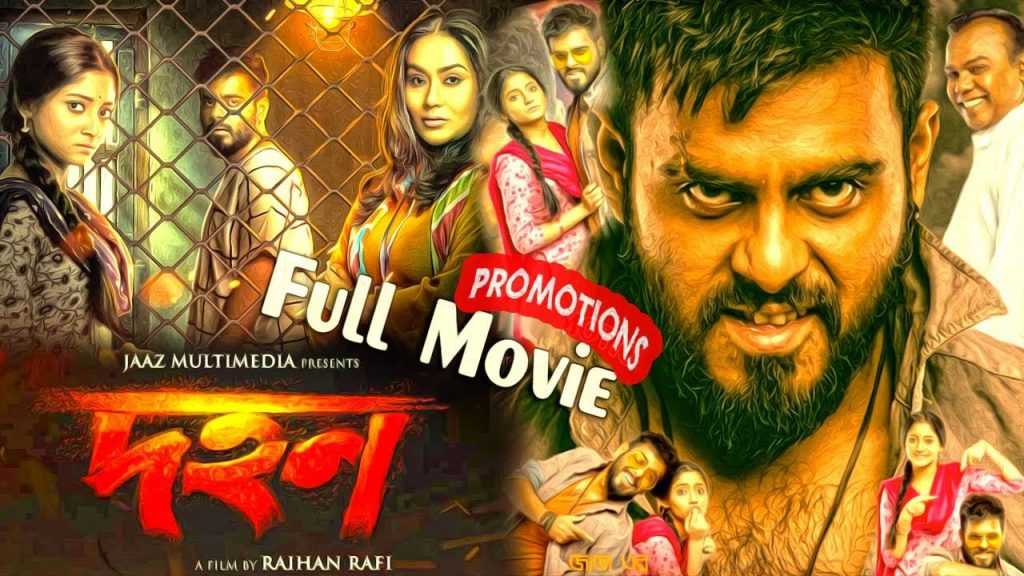 PROMOTIONS
FULL MOVIE
JAAZ MULTIMEDIA PRESENTS
দহন
A FILM BY RAIHAN RAFI